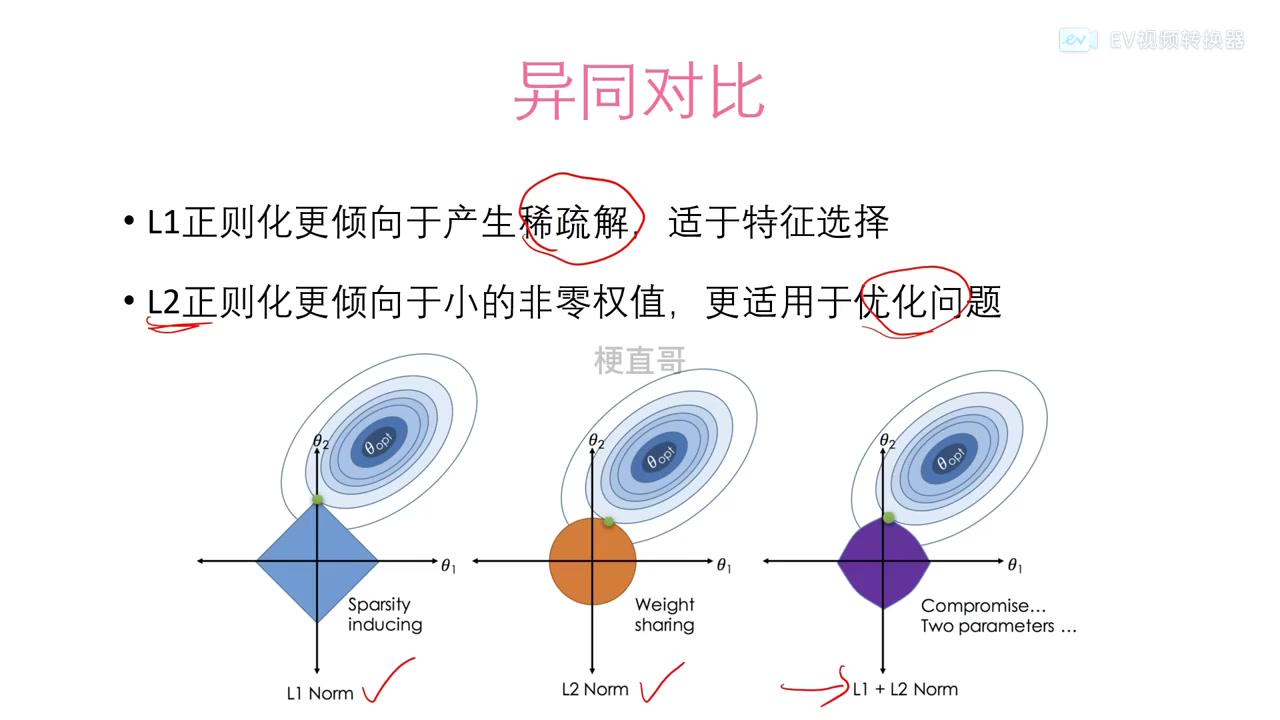 EV视频转换器
异同对比
• L1正则化更倾向于产生稀疏解，适于特征选择
• L2正则化更倾向于小的非零权值，更适用于优化问题
梗直哥
θ2 θopt
θ1
Sparsity
inducing
L1 Norm
θ2 θopt
θ1
Weight
sharing
L2 Norm
θ2 θopt
θ1
Compromise…
Two parameters …
L1 + L2 Norm